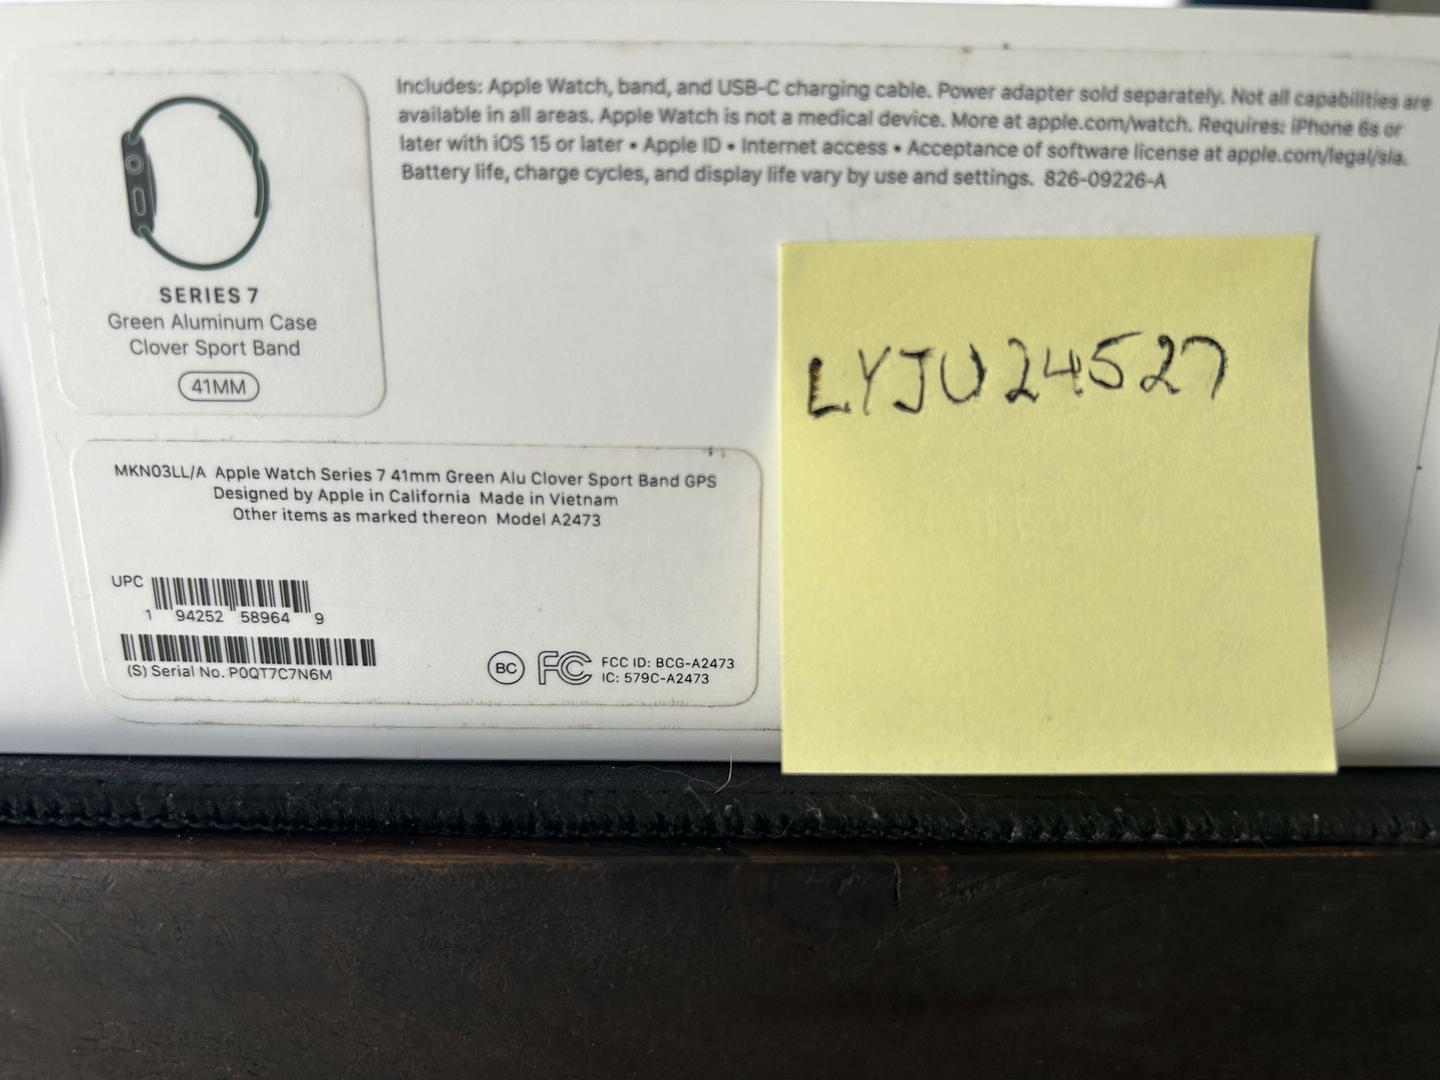 Includes: Apple Watch, band, and USB-C charging cable. Power adapter sold separately. Not all capabilities are
available in all areas. Apple Watch is not a medical device. More at apple.com/watch. Requires: iPhone 6s or
later with iOS 15 or later • Apple ID • Internet access • Acceptance of software license at apple.com/legal/sla.
Battery life, charge cycles, and display life vary by use and settings. 826-09226-A
SERIES 7
Green Aluminum Case
Clover Sport Band
41MM
LYJU24527
MKN03LL/A Apple Watch Series 7 41mm Green Alu Clover Sport Band GPS
Designed by Apple in California Made in Vietnam
Other items as marked thereon Model A2473
UPC
1 94252 58964 9
(S) Serial No. P0QT7C7N6M
BC FC FCC ID: BCG-A2473
IC: 579C-A2473